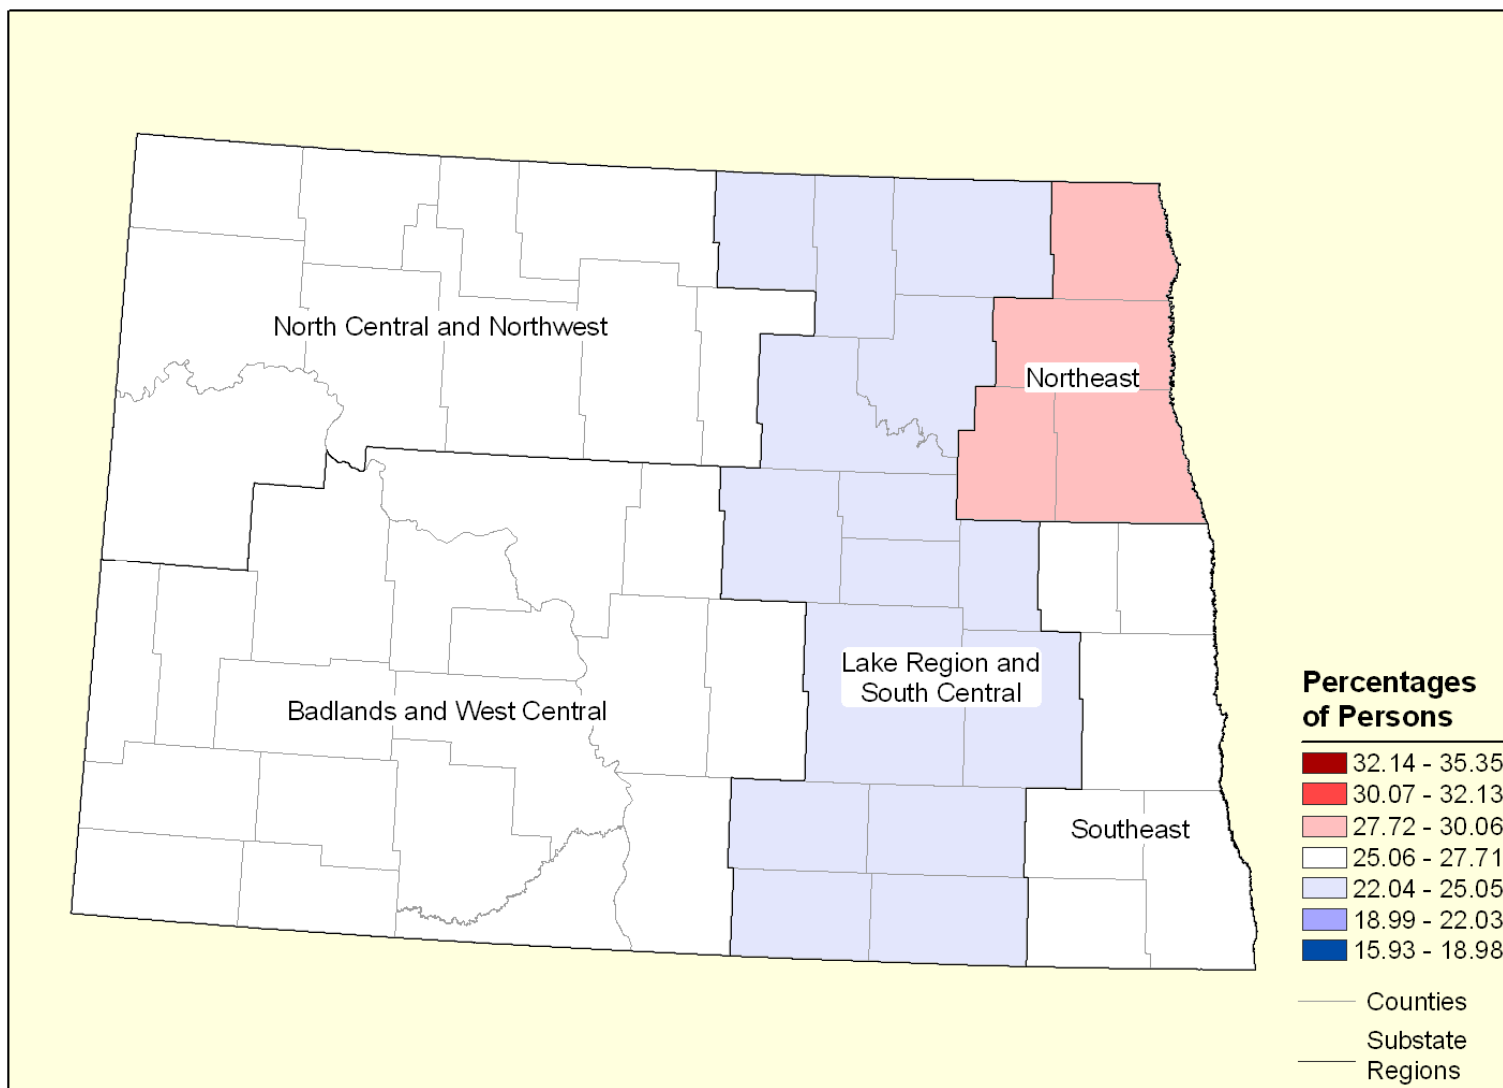 North Central and Northwest
Northeast
Lake Region and
South Central
Badlands and West Central
Southeast
Percentages
of Persons
32.14 - 35.35
30.07 - 32.13
27.72 - 30.06
25.06 - 27.71
22.04 - 25.05
18.99 - 22.03
15.93 - 18.98
Counties
Substate
Regions